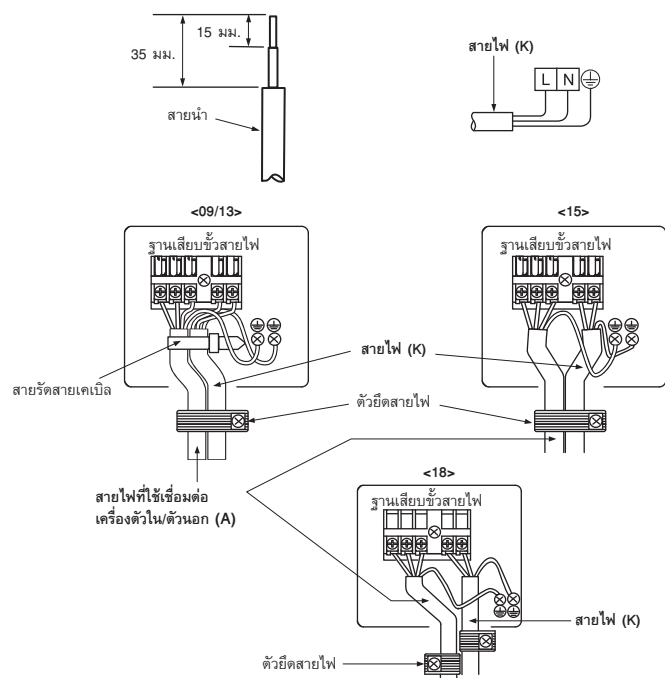 15 มม.
35 มม.
สายนำ
สายไฟ (K)
L N
<09/13>
ฐานเสียบขั้วสายไฟ
<15>
ฐานเสียบขั้วสายไฟ
สายรัดสายเคเบิล
สายไฟ (K)
ตัวยึดสายไฟ
สายไฟที่ใช้เชื่อมต่อ
เครื่องตัวใน/ตัวนอก (A)
<18>
ฐานเสียบขั้วสายไฟ
สายไฟ (K)
ตัวยึดสายไฟ